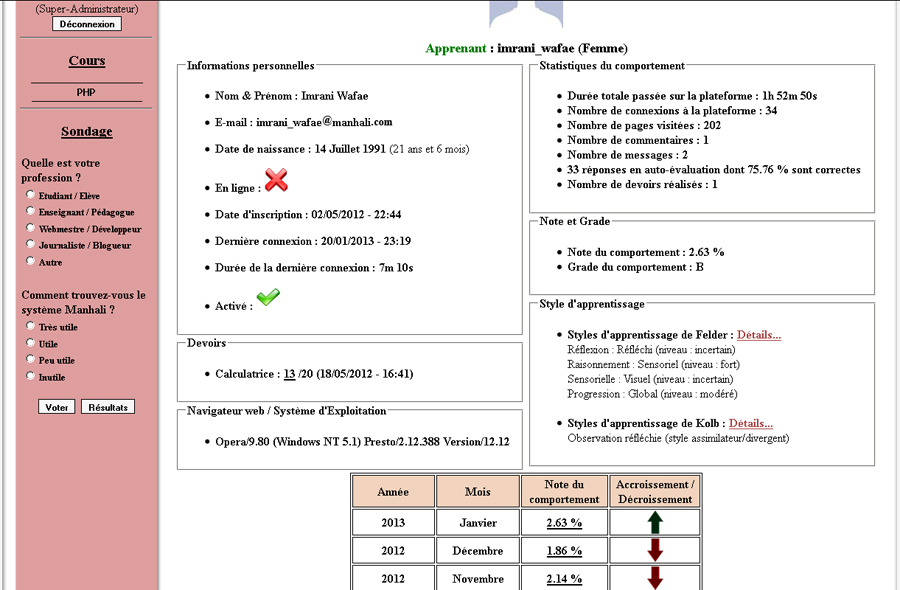 (Super-Administrateur)
Déconnexion
Cours
PHP
Sondage
Quelle est votre
profession ?
Etudiant / Elève
Enseignant / Pédagogue
Webmestre / Développeur
Journaliste / Blogueur
Autre
Comment trouvez-vous le
système Manhali ?
Très utile
Utile
Peu utile
Inutile
Voter
Résultats
Apprenant : imrani_wafae (Femme)
Informations personnelles
Nom & Prénom : Imrani Wafae
E-mail : imrani_wafae@manhali.com
Date de naissance : 14 Juillet 1991 (21 ans et 6 mois)
En ligne :
Date d'inscription : 02/05/2012 - 22:44
Dernière connexion : 20/01/2013 - 23:19
Durée de la dernière connexion : 7m 10s
Activé :
Devoirs
Calculatrice : 13 /20 (18/05/2012 - 16:41)
Navigateur web / Système d'Exploitation
Opera/9.80 (Windows NT 5.1) Presto/2.12.388 Version/12.12
Statistiques du comportement
Durée totale passée sur la plateforme : 1h 52m 50s
Nombre de connexions à la plateforme : 34
Nombre de pages visitées : 202
Nombre de commentaires : 1
Nombre de messages : 2
33 réponses en auto-évaluation dont 75.76 % sont correctes
Nombre de devoirs réalisés : 1
Note et Grade
Note du comportement : 2.63 %
Grade du comportement : B
Style d'apprentissage
Styles d'apprentissage de Felder : Détails...
Réflexion : Réfléchi (niveau : incertain)
Raisonnement : Sensoriel (niveau : fort)
Sensorielle : Visuel (niveau : incertain)
Progression : Global (niveau : modéré)
Styles d'apprentissage de Kolb : Détails...
Observation réfléchie (style assimilateur/divergent)
Année Mois Note du comportement Accroissement / Décroissement
2013 Janvier 2.63 %
2012 Décembre 1.86 %
2012 Novembre 2.14 %